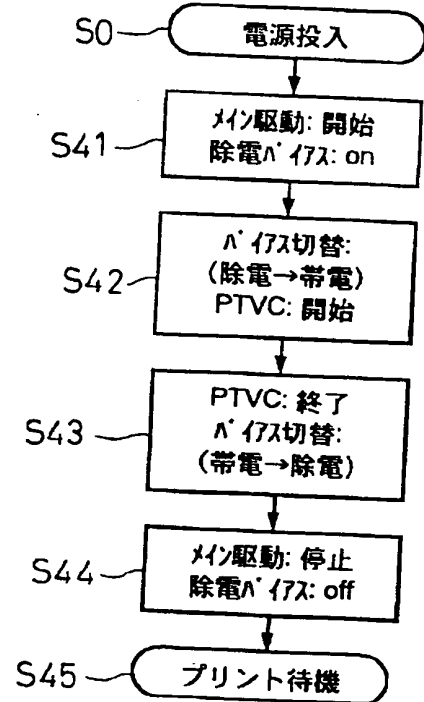 S0
電源投入
S41
メイン駆動: 開始
除電バイアス: on
S42
バイアス切替:
(除電→帯電)
PTVC: 開始
S43
PTVC: 終了
バイアス切替:
(帯電→除電)
S44
メイン駆動: 停止
除電バイアス: off
S45
プリント待機